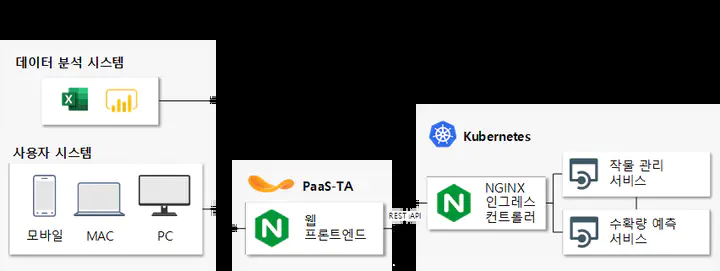 데이터 분석 시스템
사용자 시스템
모바일
MAC
PC
PaaS-TA
웹
프론트엔드
REST API
Kubernetes
NGINX
인그레스
컨트롤러
작물 관리
서비스
수확량 예측
서비스